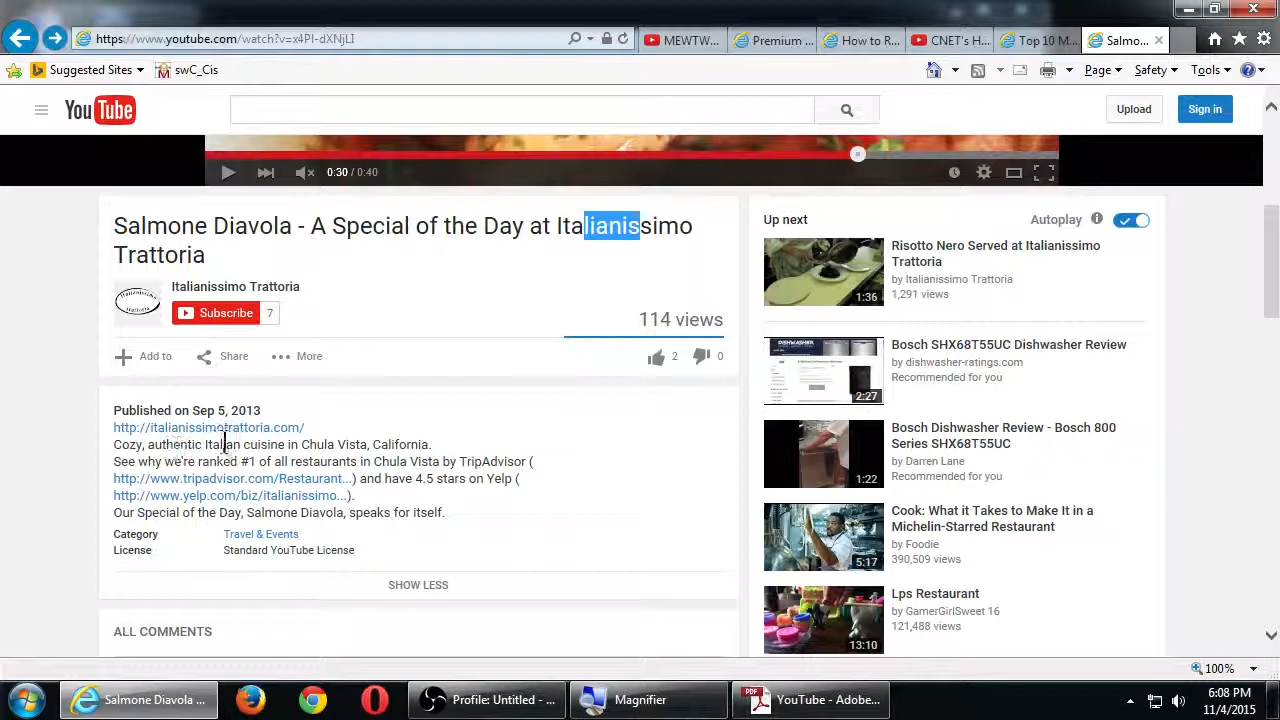 https://www.youtube.com/watch?v=x4PI-dXNjLI
MEWTW...
Premium ...
How to R...
CNET's H...
Top 10 M...
Salmo...
Suggested Sites
swC_Cis
Page
Safety
Tools
YouTube
Upload
Sign in
0:30 / 0:40
Salmone Diavola - A Special of the Day at Italianissimo
Trattoria
Italianissimo Trattoria
Subscribe 7
114 views
Add to
Share
More
2
0
Published on Sep 5, 2013
http://italianissimotrattoria.com/
Cozy, authentic Italian cuisine in Chula Vista, California.
See why we're ranked #1 of all restaurants in Chula Vista by TripAdvisor (
http://www.tripadvisor.com/Restaurant...) and have 4.5 stars on Yelp (
http://www.yelp.com/biz/italianissimo...).
Our Special of the Day, Salmone Diavola, speaks for itself.
Category Travel & Events
License Standard YouTube License
SHOW LESS
ALL COMMENTS
Up next
Autoplay
Risotto Nero Served at Italianissimo
Trattoria
by Italianissimo Trattoria
1,291 views
1:36
Bosch SHX68T55UC Dishwasher Review
by dishwasher-ratings.com
Recommended for you
2:27
Bosch Dishwasher Review - Bosch 800
Series SHX68T55UC
by Darren Lane
Recommended for you
1:22
Cook: What it Takes to Make It in a
Michelin-Starred Restaurant
by Foodie
390,509 views
5:17
Lps Restaurant
by GamerGirlSweet 16
121,488 views
13:10
100%
Salmone Diavola ...
Profile: Untitled - ...
Magnifier
YouTube - Adobe...
6:08 PM
11/4/2015